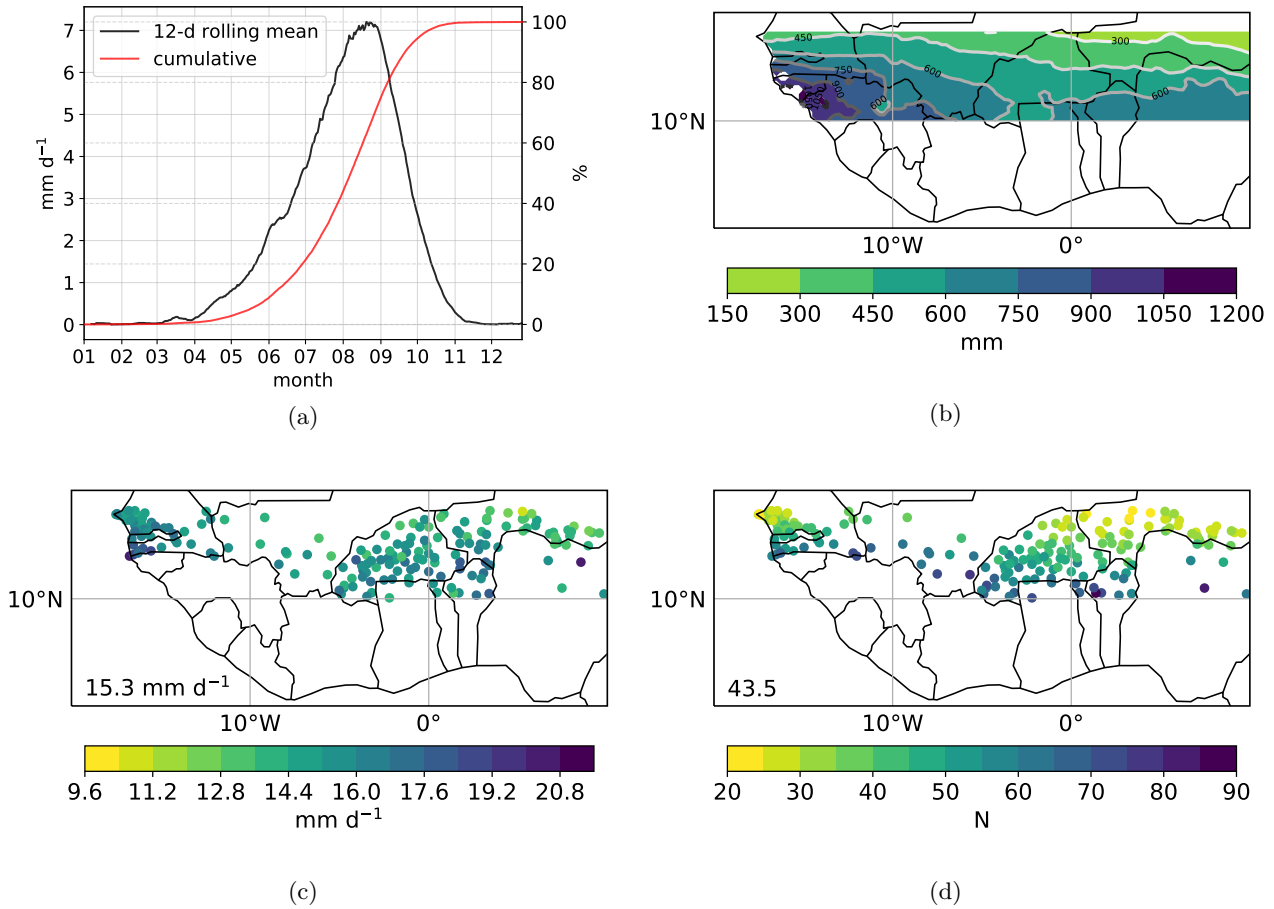 12-d rolling mean
cumulative
mm d⁻¹
7
6
5
4
3
2
1
0
100
80
60
40
20
0
%
01 02 03 04 05 06 07 08 09 10 11 12
month
(a)
450
300
750
600
900
600
600
10°N
10°W 0°
150 300 450 600 750 900 1050 1200
mm
(b)
10°N
15.3 mm d⁻¹
10°W 0°
9.6 11.2 12.8 14.4 16.0 17.6 19.2 20.8
mm d⁻¹
(c)
10°N
43.5
10°W 0°
20 30 40 50 60 70 80 90
N
(d)